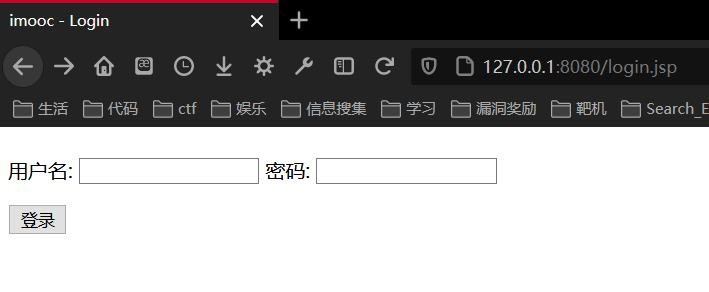 imooc - Login
127.0.0.1:8080/login.jsp
生活 代码 ctf 娱乐 信息搜集 学习 漏洞奖励 靶机 Search_E
用户名: 密码:
登录